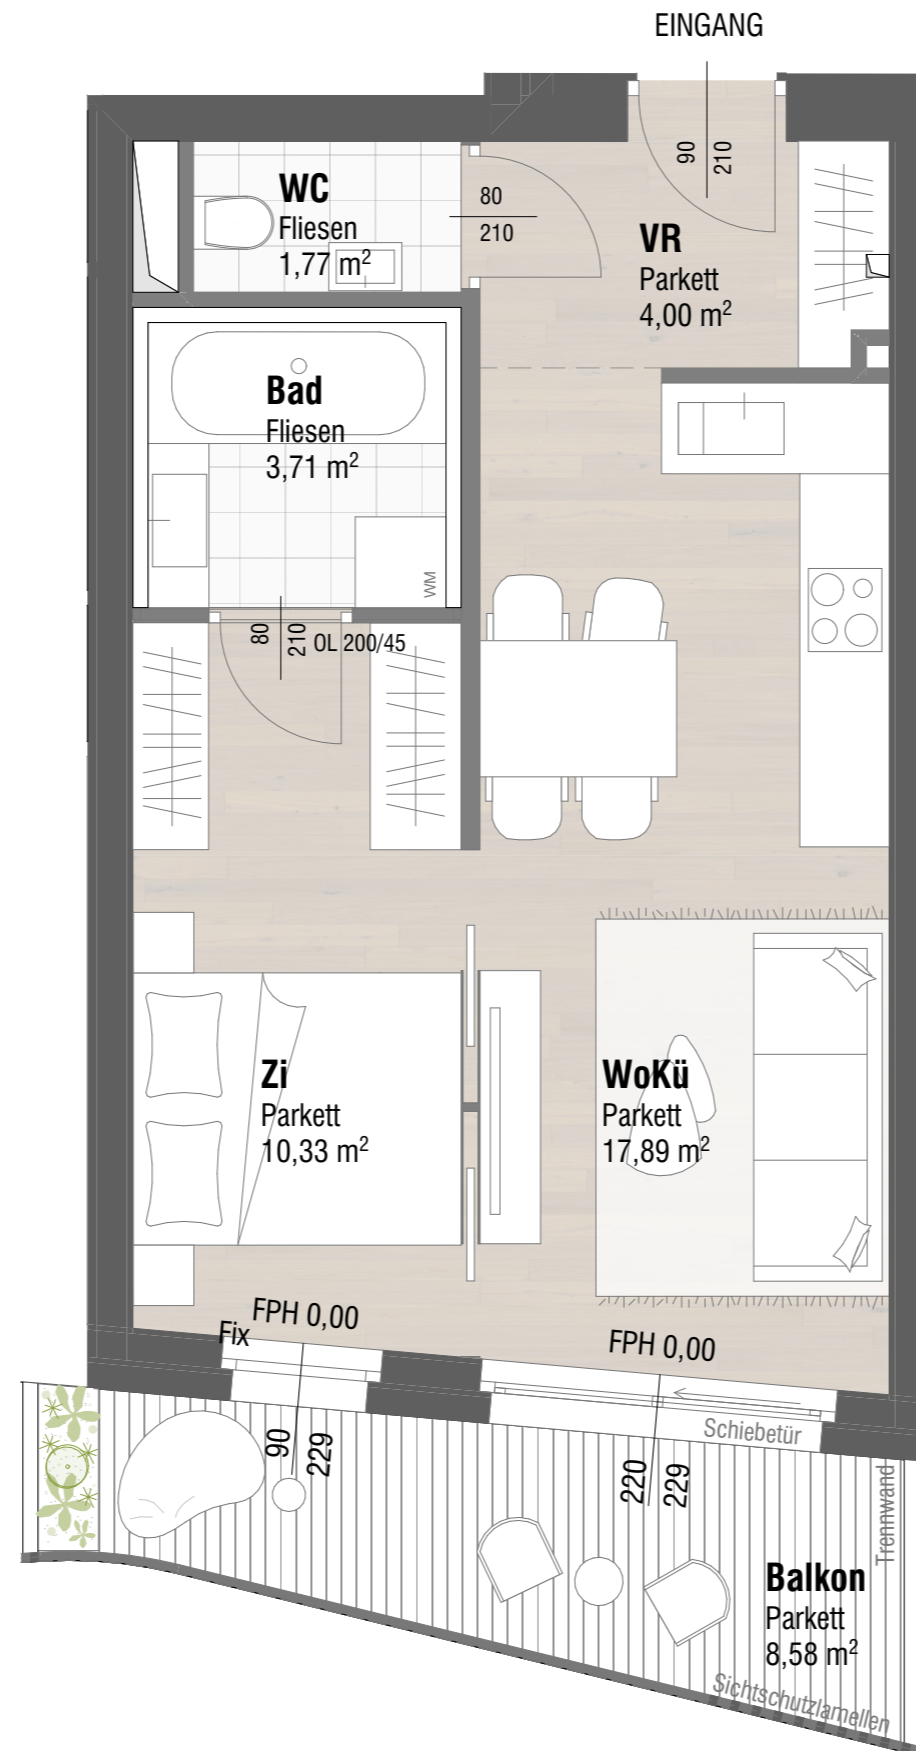 EINGANG
90
210
WC
Fliesen
1,77 m²
80
210
VR
Parkett
4,00 m²
Bad
Fliesen
3,71 m²
WM
80
210
OL 200/45
Zi
Parkett
10,33 m²
WoKü
Parkett
17,89 m²
FPH 0,00
Fix
FPH 0,00
90
229
Schiebetür
220
229
Trennwand
Balkon
Parkett
8,58 m²
Sichtschutzlamellen